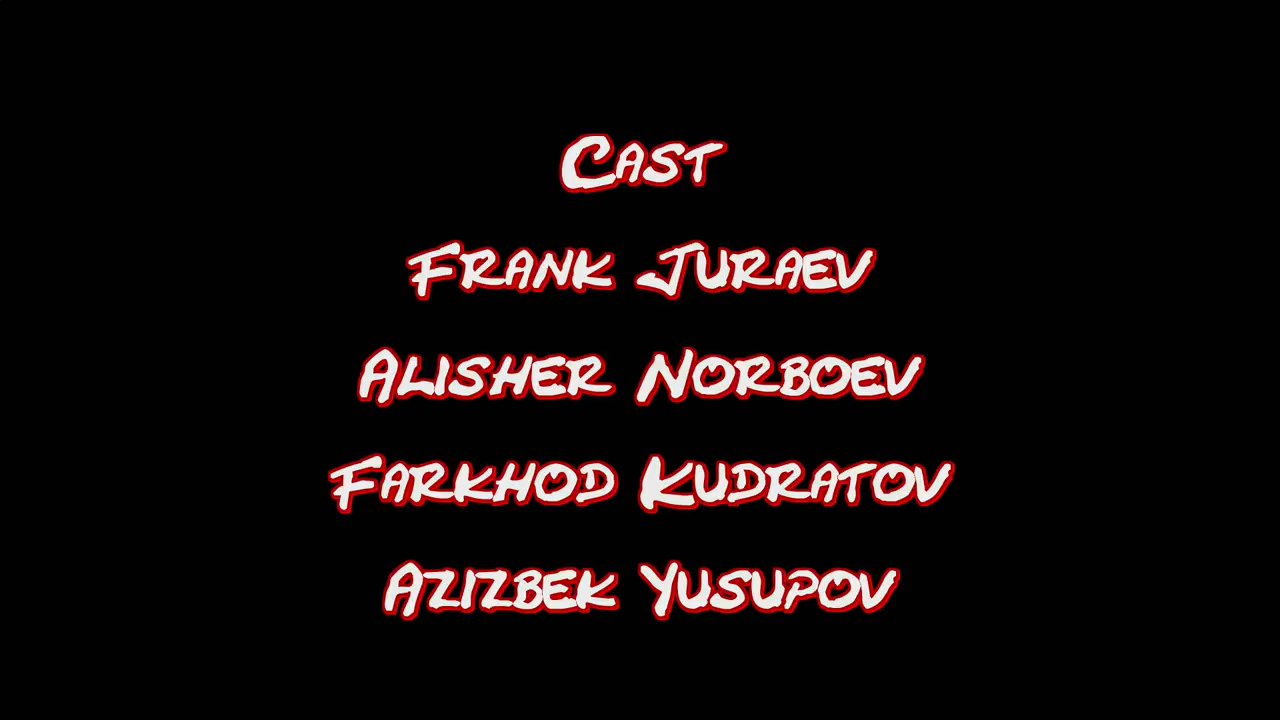 Cast
Frank Juraev
Alisher Norboev
Farkhod Kudratov
Azizbek Yusupov